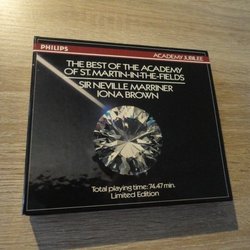 PHILIPS
ACADEMY JUBILEE
THE BEST OF THE ACADEMY
OF ST. MARTIN-IN-THE-FIELDS
SIR NEVILLE MARRINER
IONA BROWN
Total playing time: 74.47 min.
Limited Edition